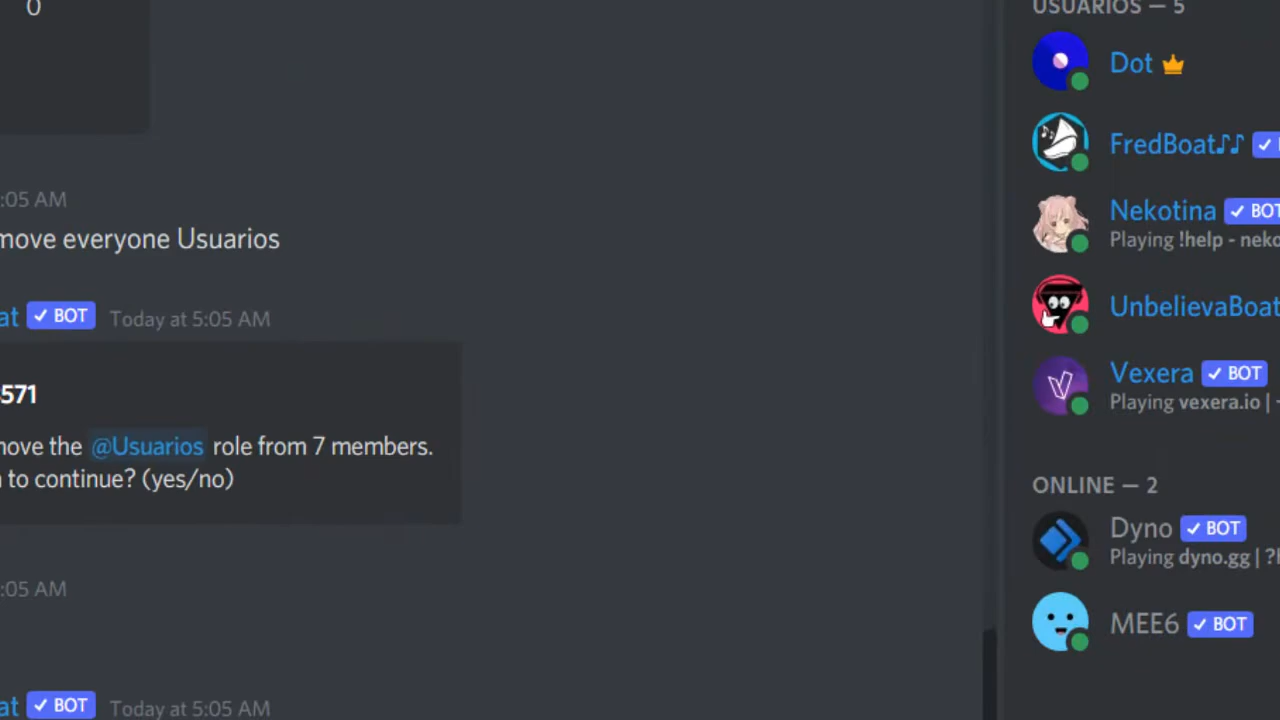 0
:05 AM
move everyone Usuarios
at ✓ BOT Today at 5:05 AM
571
move the @Usuarios role from 7 members.
to continue? (yes/no)
:05 AM
at ✓ BOT Today at 5:05 AM
USUARIOS — 5
Dot
FredBoat♪♪ ✓
Nekotina ✓ BOT
Playing !help - neko
UnbelievaBoat
Vexera ✓ BOT
Playing vexera.io | -
ONLINE — 2
Dyno ✓ BOT
Playing dyno.gg | ?h
MEE6 ✓ BOT